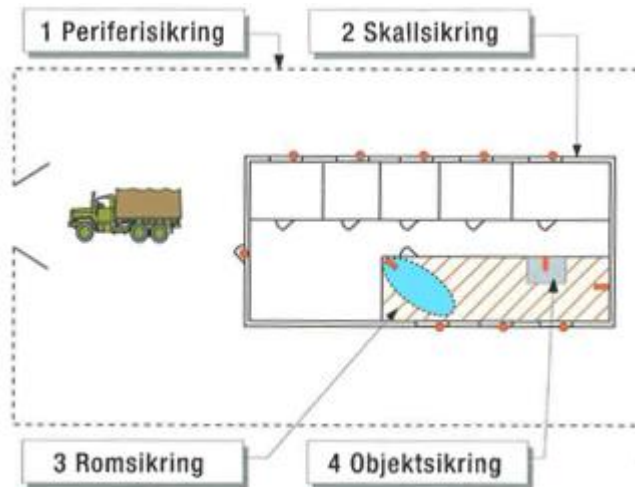 1 Periferisikring
2 Skallsikring
3 Romsikring
4 Objektsikring